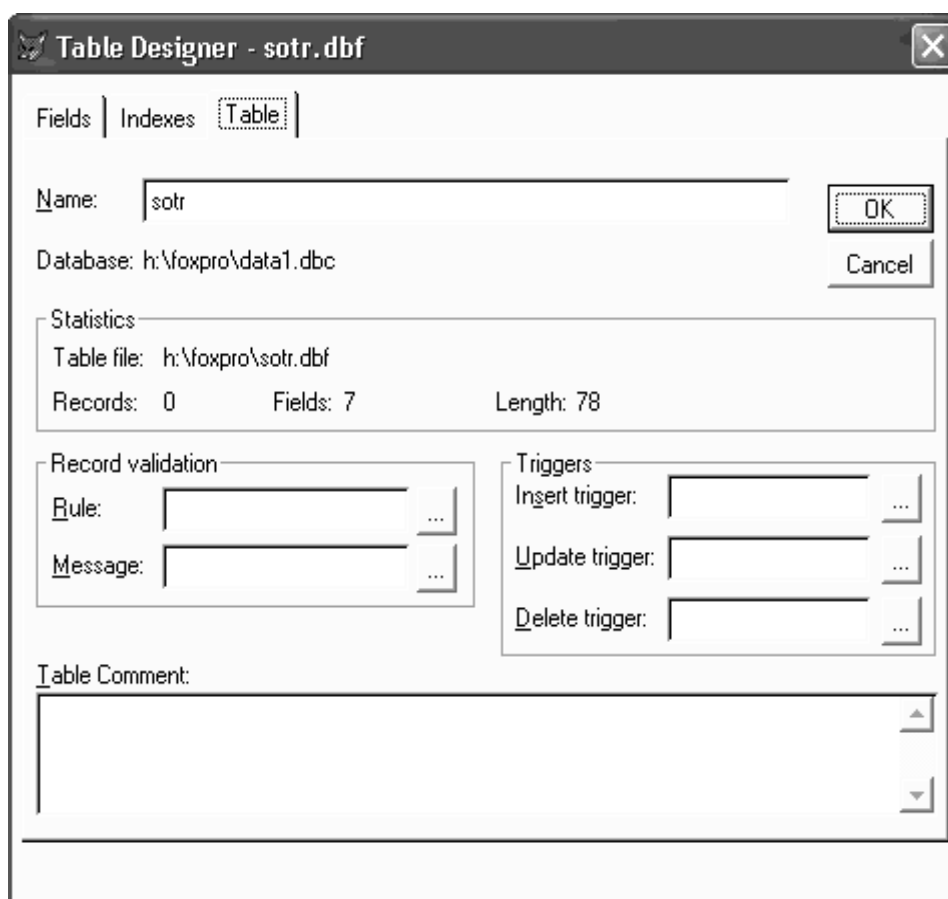 Table Designer - sotr.dbf
Fields Indexes Table
Name: sotr
OK
Database: h:\foxpro\data1.dbc
Cancel
Statistics
Table file: h:\foxpro\sotr.dbf
Records: 0 Fields: 7 Length: 78
Record validation
Rule: ...
Message: ...
Triggers
Insert trigger: ...
Update trigger: ...
Delete trigger: ...
Table Comment: